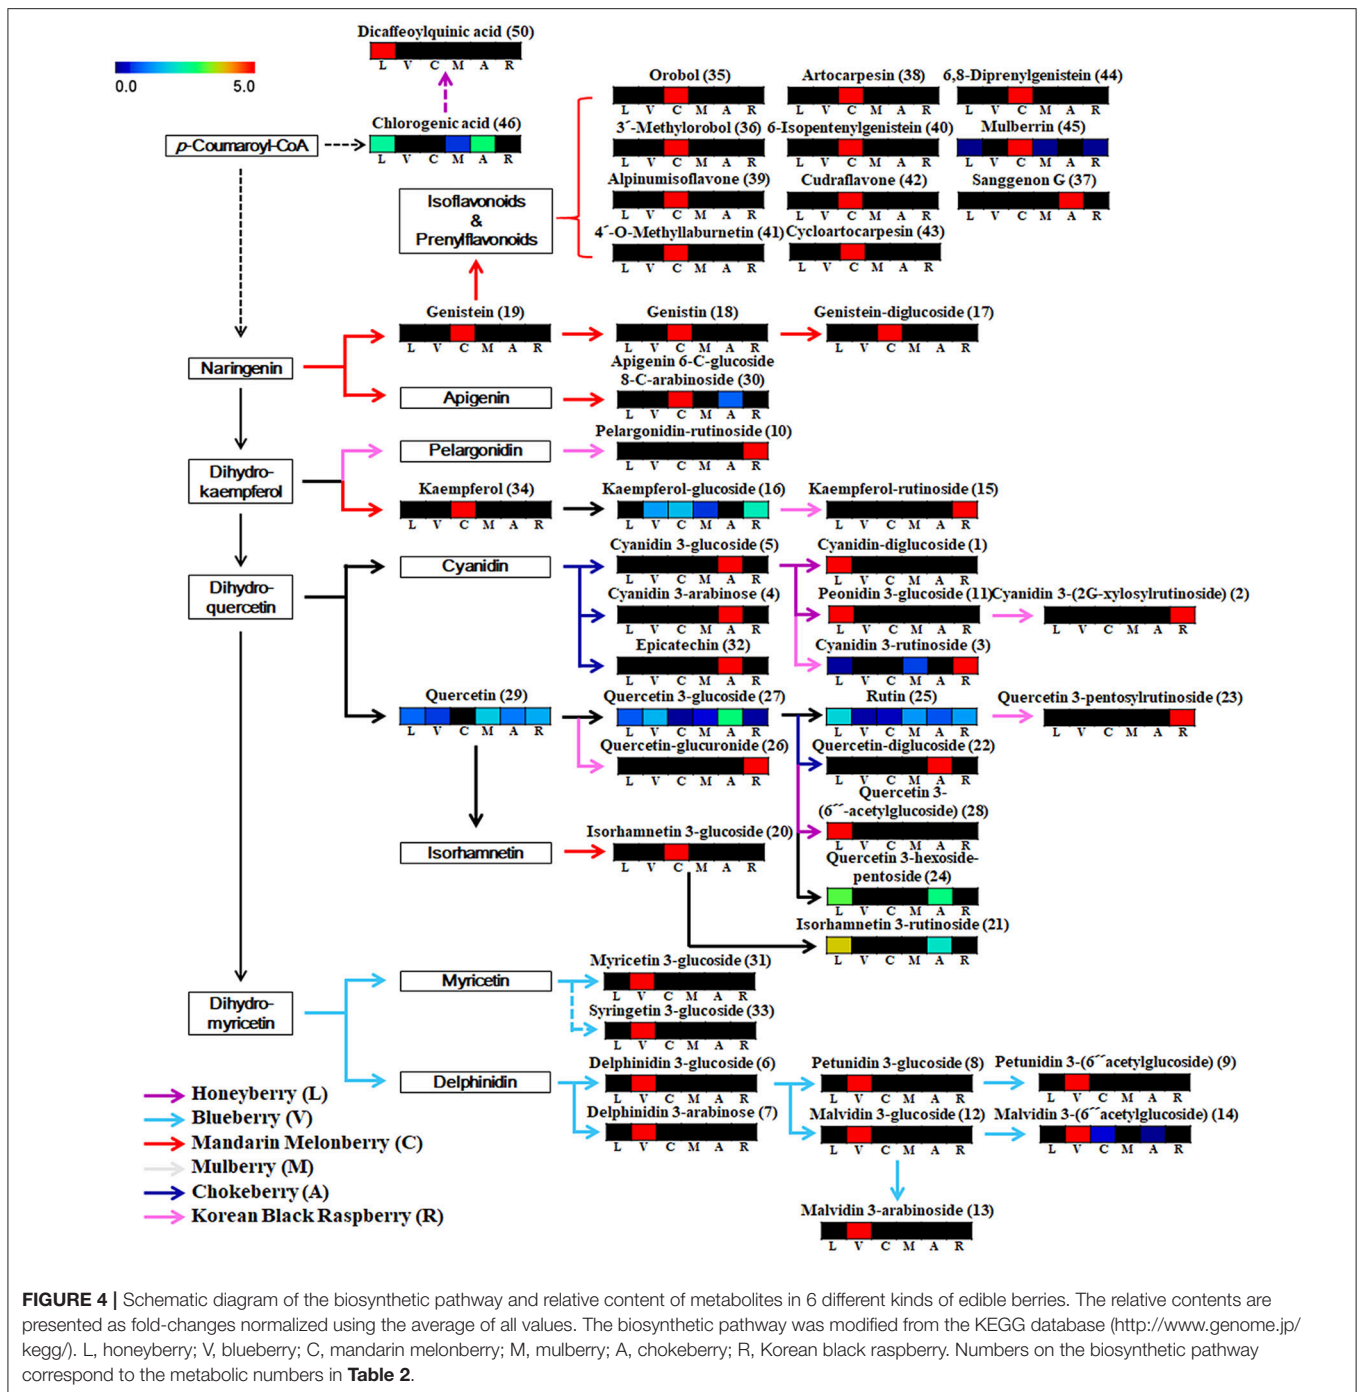 Dicaffeoylquinic acid (50)
L V C M A R
0.0 5.0
Orobol (35) Artocarpesin (38) 6,8-Diprenylgenistein (44)
L V C M A R L V C M A R L V C M A R
Chlorogenic acid (46)
L V C M A R
p-Coumaroyl-CoA
3´-Methylorobol (36) 6-Isopentenylgenistein (40) Mulberrin (45)
L V C M A R L V C M A R L V C M A R
Alpinumisoflavone (39) Cudraflavone (42) Sanggenon G (37)
L V C M A R L V C M A R L V C M A R
Isoflavonoids
&
Prenylflavonoids
4´-O-Methyllaburnetin (41) Cycloartocarpesin (43)
L V C M A R L V C M A R
Genistein (19) Genistin (18) Genistein-diglucoside (17)
L V C M A R L V C M A R L V C M A R
Naringenin
Apigenin 6-C-glucoside
8-C-arabinoside (30)
Apigenin
L V C M A R
Pelargonidin-rutinoside (10)
Pelargonidin
L V C M A R
Dihydro-
kaempferol
Kaempferol (34) Kaempferol-glucoside (16) Kaempferol-rutinoside (15)
L V C M A R L V C M A R L V C M A R
Cyanidin 3-glucoside (5) Cyanidin-diglucoside (1)
Cyanidin
L V C M A R L V C M A R
Dihydro-
quercetin
Cyanidin 3-arabinose (4) Peonidin 3-glucoside (11) Cyanidin 3-(2G-xylosylrutinoside) (2)
L V C M A R L V C M A R L V C M A R
Epicatechin (32) Cyanidin 3-rutinoside (3)
L V C M A R L V C M A R
Quercetin (29) Quercetin 3-glucoside (27) Rutin (25) Quercetin 3-pentosylrutinoside (23)
L V C M A R L V C M A R L V C M A R L V C M A R
Quercetin-glucuronide (26) Quercetin-diglucoside (22)
L V C M A R L V C M A R
Quercetin 3-
(6´´-acetylglucoside) (28)
L V C M A R
Isorhamnetin 3-glucoside (20)
Isorhamnetin
L V C M A R
Quercetin 3-hexoside-
pentoside (24)
L V C M A R
Isorhamnetin 3-rutinoside (21)
L V C M A R
Myricetin 3-glucoside (31)
Myricetin
L V C M A R
Dihydro-
myricetin
Syringetin 3-glucoside (33)
L V C M A R
Delphinidin 3-glucoside (6) Petunidin 3-glucoside (8) Petunidin 3-(6´´acetylglucoside) (9)
Delphinidin
L V C M A R L V C M A R L V C M A R
Delphinidin 3-arabinose (7) Malvidin 3-glucoside (12) Malvidin 3-(6´´acetylglucoside) (14)
L V C M A R L V C M A R L V C M A R
Malvidin 3-arabinoside (13)
L V C M A R
Honeyberry (L)
Blueberry (V)
Mandarin Melonberry (C)
Mulberry (M)
Chokeberry (A)
Korean Black Raspberry (R)
FIGURE 4 | Schematic diagram of the biosynthetic pathway and relative content of metabolites in 6 different kinds of edible berries. The relative contents are
presented as fold-changes normalized using the average of all values. The biosynthetic pathway was modified from the KEGG database (http://www.genome.jp/
kegg/). L, honeyberry; V, blueberry; C, mandarin melonberry; M, mulberry; A, chokeberry; R, Korean black raspberry. Numbers on the biosynthetic pathway
correspond to the metabolic numbers in Table 2.